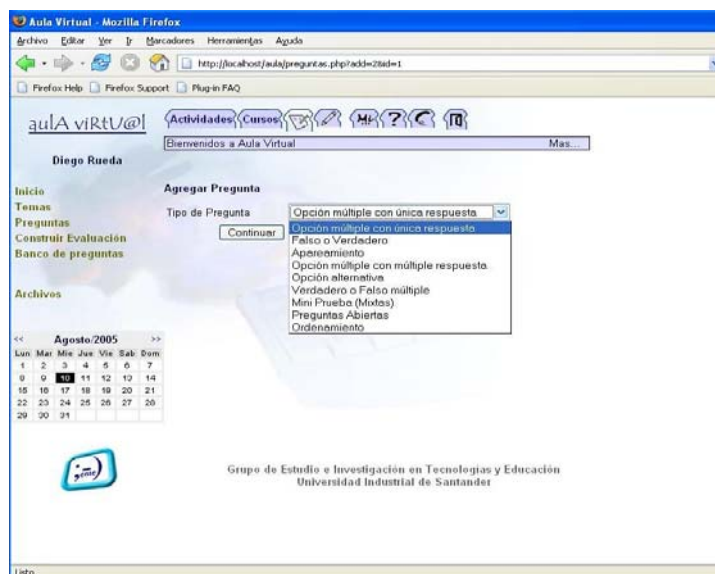 Aula Virtual - Mozilla Firefox
Archivo Editar Ver Ir Marcadores Herramientas Ayuda
http://localhost/aula/preguntas.php?add=2&id=1
Firefox Help Firefox Support Plug-in FAQ
aulA viRtU@l
Actividades Cursos ?
Bienvenidos a Aula Virtual Mas...
Diego Rueda
Inicio
Temas
Preguntas
Construir Evaluación
Banco de preguntas
Archivos
Agregar Pregunta
Tipo de Pregunta Opción múltiple con única respuesta
Continuar
Opción múltiple con única respuesta
Falso o Verdadero
Apareamiento
Opción múltiple con múltiple respuesta
Opción alternativa
Verdadero o Falso múltiple
Mini Prueba (Mixtas)
Preguntas Abiertas
Ordenamiento
<< Agosto/2005 >>
Lun Mar Mie Jue Vie Sab Dom
1 2 3 4 5 6 7
8 9 10 11 12 13 14
15 16 17 18 19 20 21
22 23 24 25 26 27 28
29 30 31
Grupo de Estudio e Investigación en Tecnologías y Educación
Universidad Industrial de Santander
Listo